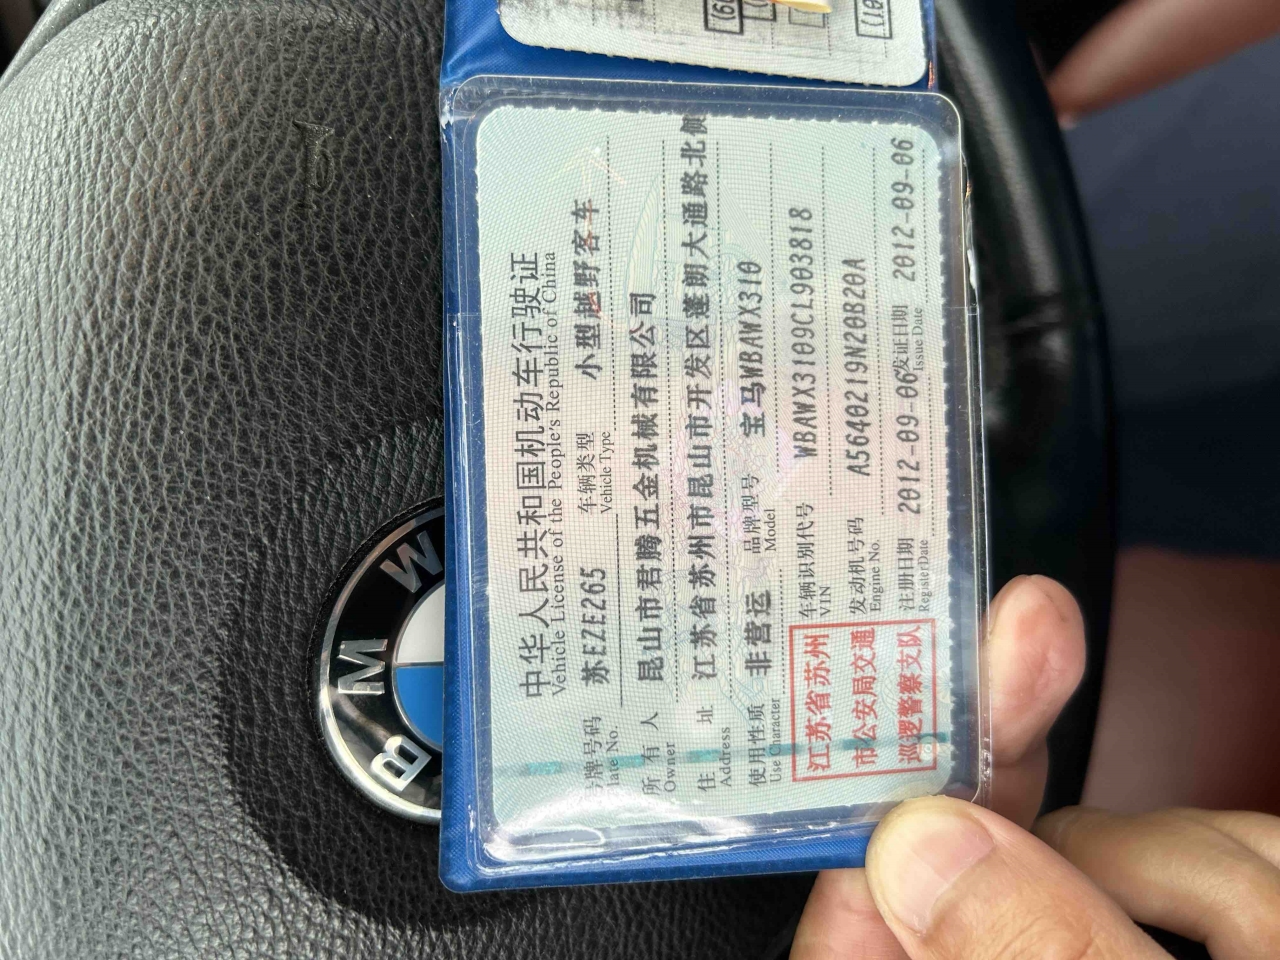 中华人民共和国机动车行驶证
Vehicle License of the People's Republic of China
号牌号码 苏EZE265 车辆类型 小型越野客车
Plate No. Vehicle Type
所有人 昆山市君腾五金机械有限公司
Owner
住址 江苏省苏州市昆山市开发区蓬朗大通路北侧
Address
使用性质 非营运 品牌型号 宝马WBAWX310
Use Character Model
江苏省苏州
市公安局交通
巡逻警察支队
车辆识别代号 WBAWX3109CL903818
VIN
发动机号码 A5640219N20B20A
Engine No.
注册日期 2012-09-06 发证日期 2012-09-06
RegisterDate Issue Date
BMW